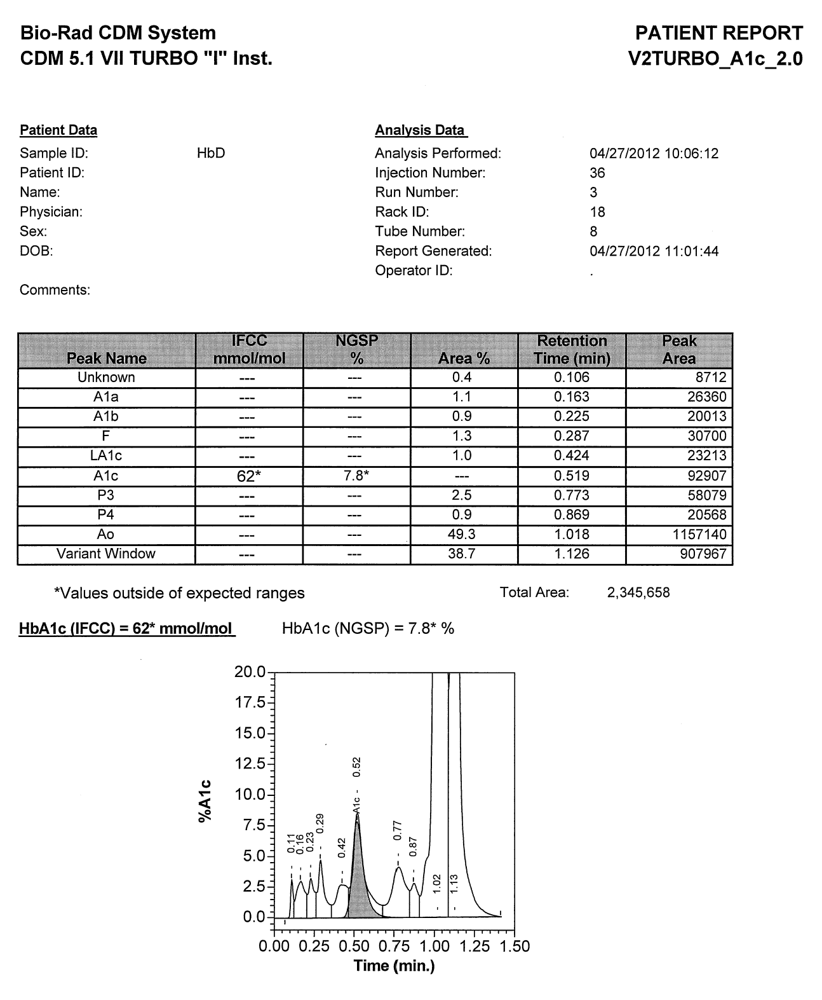 Bio-Rad CDM System
CDM 5.1 VII TURBO "I" Inst.
PATIENT REPORT
V2TURBO_A1c_2.0
Patient Data
Sample ID: HbD
Patient ID:
Name:
Physician:
Sex:
DOB:
Comments:
Analysis Data
Analysis Performed: 04/27/2012 10:06:12
Injection Number: 36
Run Number: 3
Rack ID: 18
Tube Number: 8
Report Generated: 04/27/2012 11:01:44
Operator ID: .
Peak Name IFCC mmol/mol NGSP % Area % Retention Time (min) Peak Area
Unknown --- --- 0.4 0.106 8712
A1a --- --- 1.1 0.163 26360
A1b --- --- 0.9 0.225 20013
F --- --- 1.3 0.287 30700
LA1c --- --- 1.0 0.424 23213
A1c 62* 7.8* --- 0.519 92907
P3 --- --- 2.5 0.773 58079
P4 --- --- 0.9 0.869 20568
Ao --- --- 49.3 1.018 1157140
Variant Window --- --- 38.7 1.126 907967
*Values outside of expected ranges
Total Area: 2,345,658
HbA1c (IFCC) = 62* mmol/mol HbA1c (NGSP) = 7.8* %
20.0
17.5
15.0
12.5
10.0
7.5
5.0
2.5
0.0
%A1c
0.11
0.16
0.23
0.29
0.42
A1c - 0.52
0.77
0.87
1.02
1.13
0.00 0.25 0.50 0.75 1.00 1.25 1.50
Time (min.)